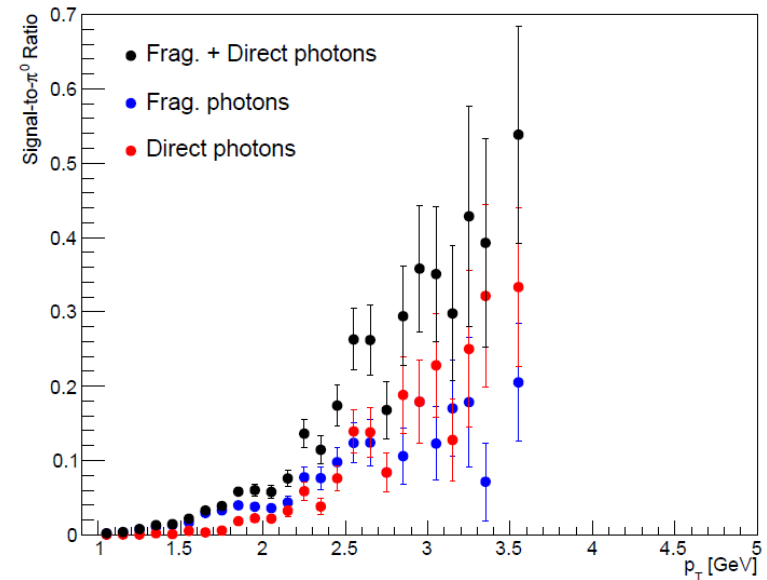 Signal-to-π⁰ Ratio
0.7
0.6
0.5
0.4
0.3
0.2
0.1
0
Frag. + Direct photons
Frag. photons
Direct photons
1 1.5 2 2.5 3 3.5 4 4.5 5
p_T [GeV]